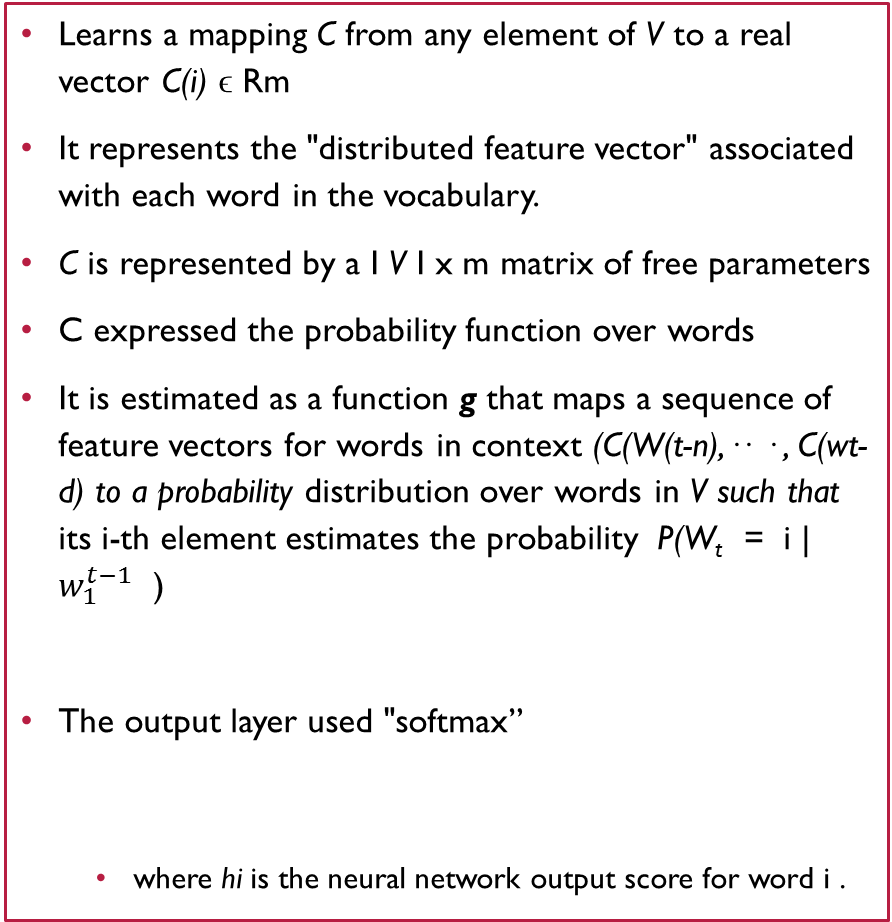 • Learns a mapping C from any element of V to a real
vector C(i) ϵ Rm
• It represents the "distributed feature vector" associated
with each word in the vocabulary.
• C is represented by a I V I x m matrix of free parameters
• C expressed the probability function over words
• It is estimated as a function g that maps a sequence of
feature vectors for words in context (C(W(t-n), · · ·, C(wt-
d) to a probability distribution over words in V such that
its i-th element estimates the probability P(W_t = i |
w_1^{t−1} )
• The output layer used "softmax”
• where hi is the neural network output score for word i .